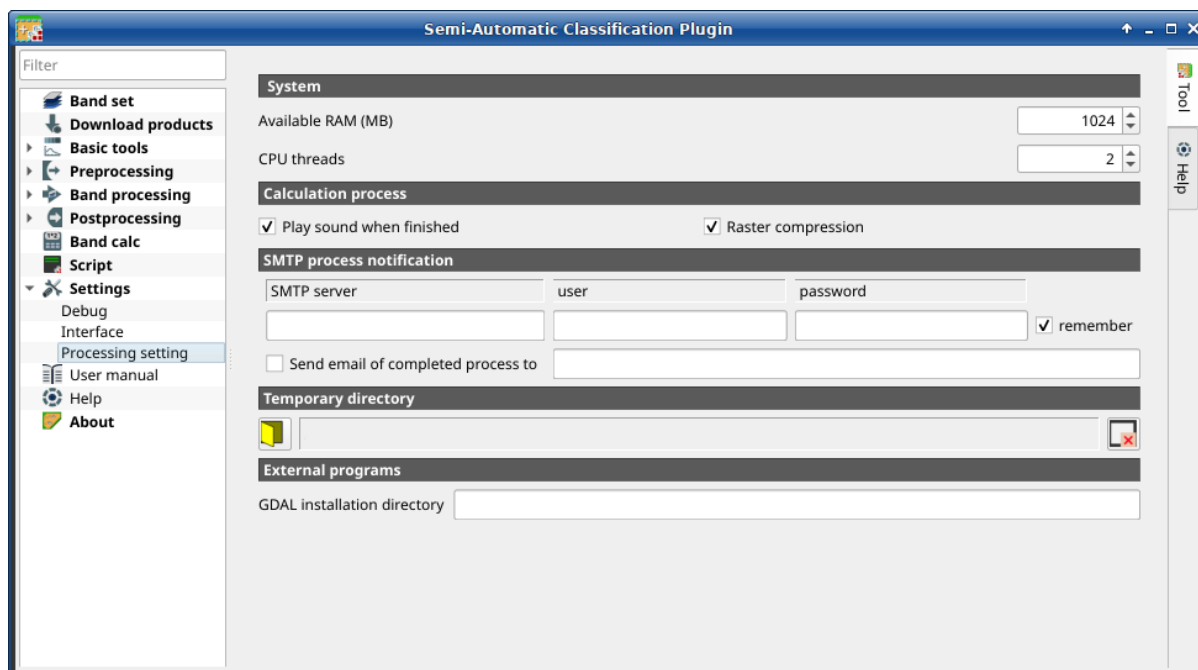 Semi-Automatic Classification Plugin
Filter
Band set
Download products
Basic tools
Preprocessing
Band processing
Postprocessing
Band calc
Script
Settings
Debug
Interface
Processing setting
User manual
Help
About
System
Available RAM (MB) 1024
CPU threads 2
Calculation process
Play sound when finished Raster compression
SMTP process notification
SMTP server user password
remember
Send email of completed process to
Temporary directory
External programs
GDAL installation directory
Tool
Help